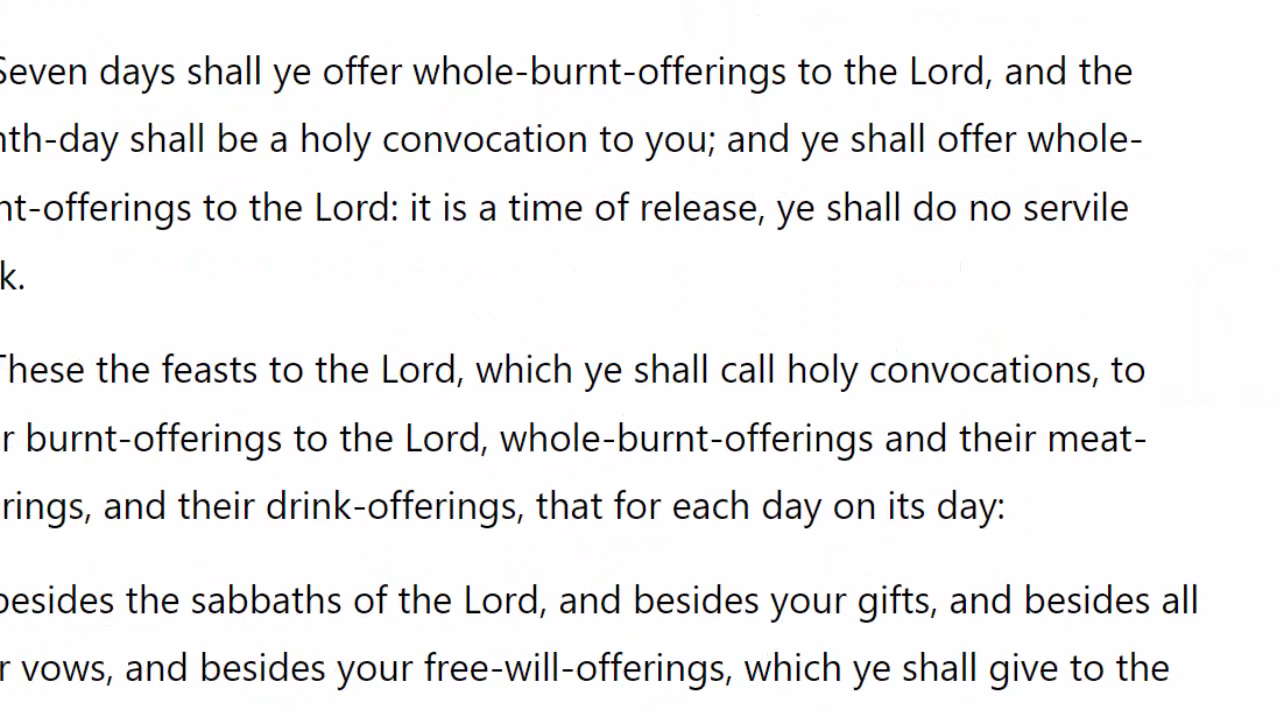 Seven days shall ye offer whole-burnt-offerings to the Lord, and the
nth-day shall be a holy convocation to you; and ye shall offer whole-
nt-offerings to the Lord: it is a time of release, ye shall do no servile
k.
These the feasts to the Lord, which ye shall call holy convocations, to
r burnt-offerings to the Lord, whole-burnt-offerings and their meat-
rings, and their drink-offerings, that for each day on its day:
besides the sabbaths of the Lord, and besides your gifts, and besides all
r vows, and besides your free-will-offerings, which ye shall give to the